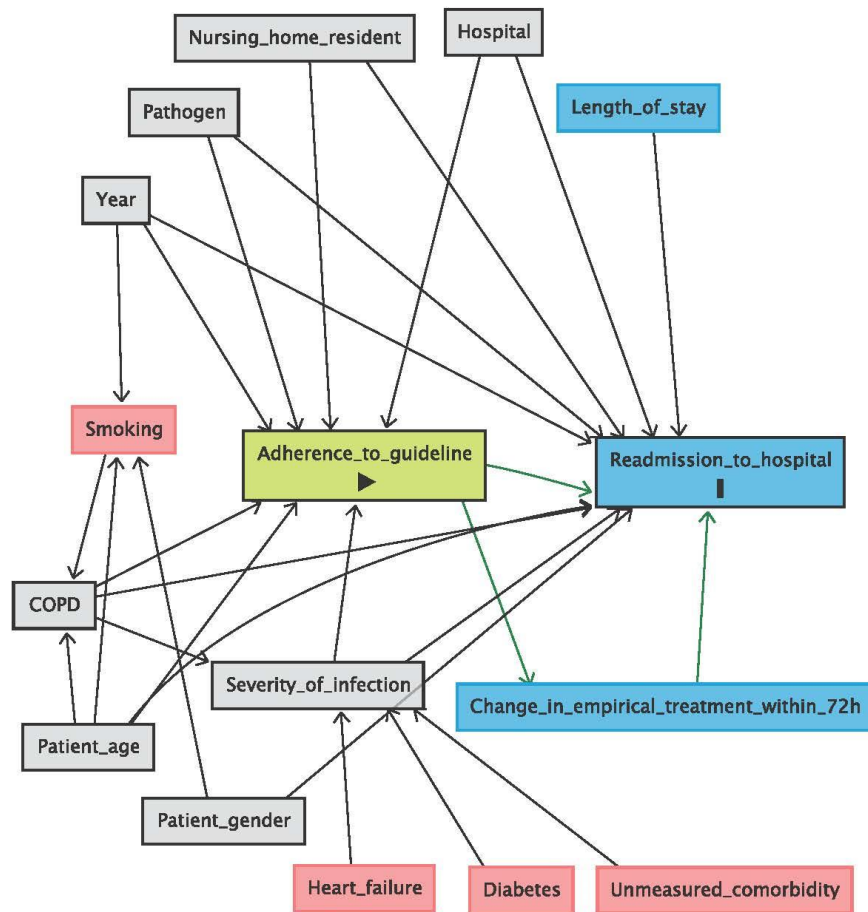 Nursing_home_resident
Hospital
Pathogen
Length_of_stay
Year
Smoking
Adherence_to_guideline
Readmission_to_hospital
COPD
Severity_of_infection
Change_in_empirical_treatment_within_72h
Patient_age
Patient_gender
Heart_failure
Diabetes
Unmeasured_comorbidity